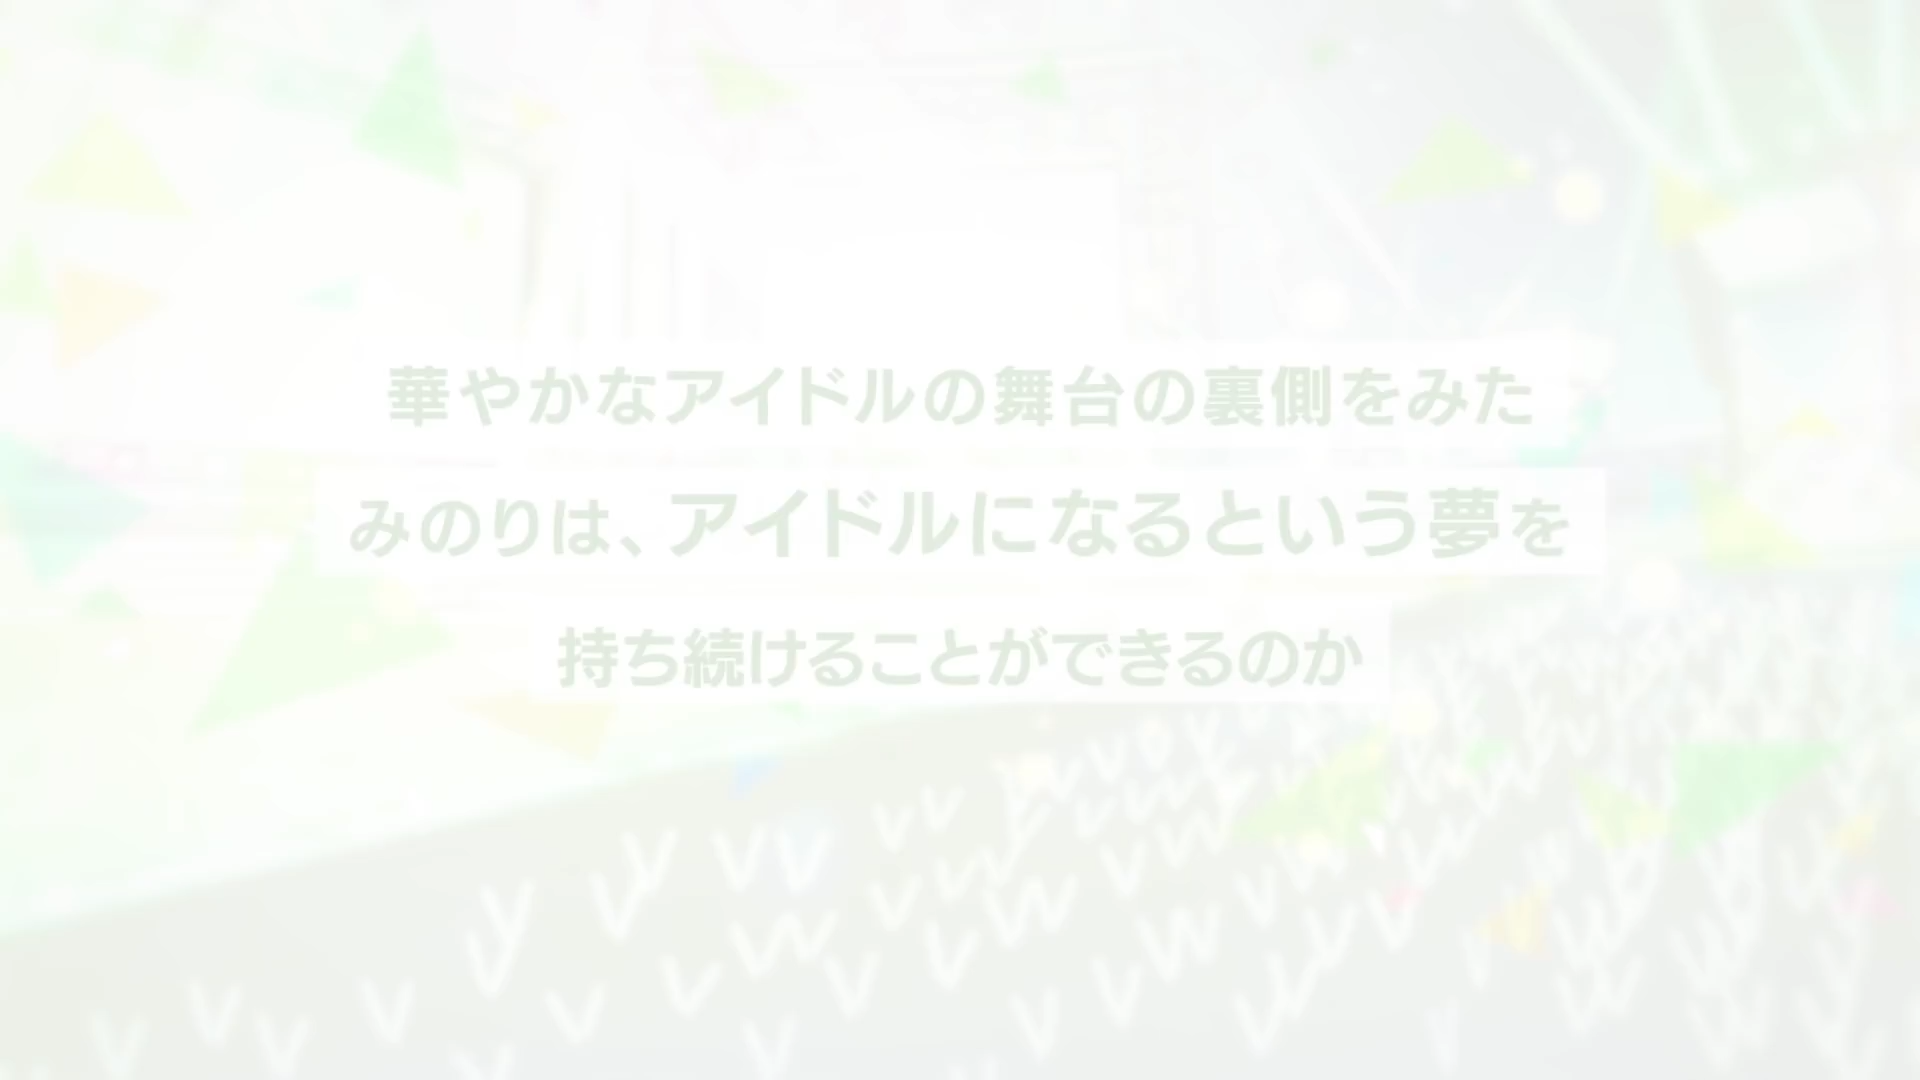 華やかなアイドルの舞台の裏側をみた
みのりは、アイドルになるという夢を
持ち続けることができるのか